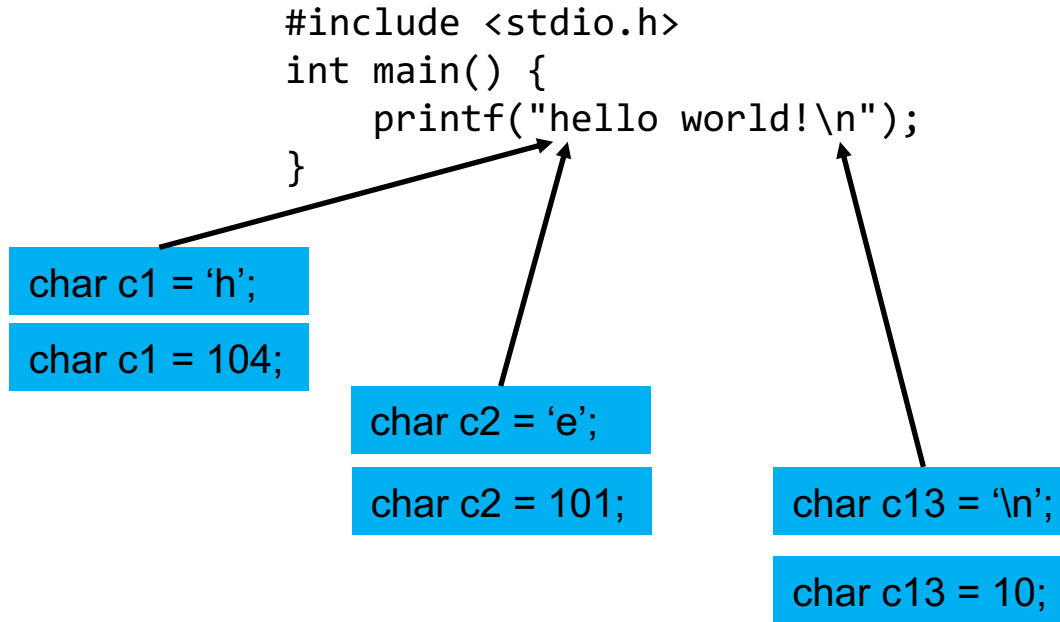 #include <stdio.h>
int main() {
    printf("hello world!\n");
}
char c1 = ‘h’;
char c1 = 104;
char c2 = ‘e’;
char c2 = 101;
char c13 = ‘\n’;
char c13 = 10;